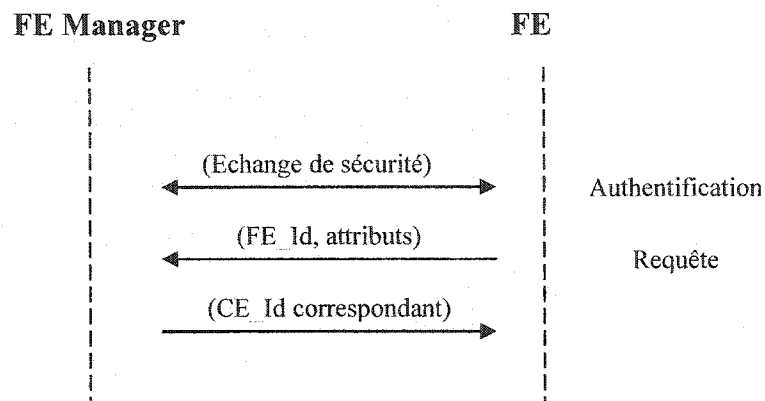 FE Manager FE
(Echange de sécurité)
Authentification
(FE_Id, attributs)
Requête
(CE_Id correspondant)